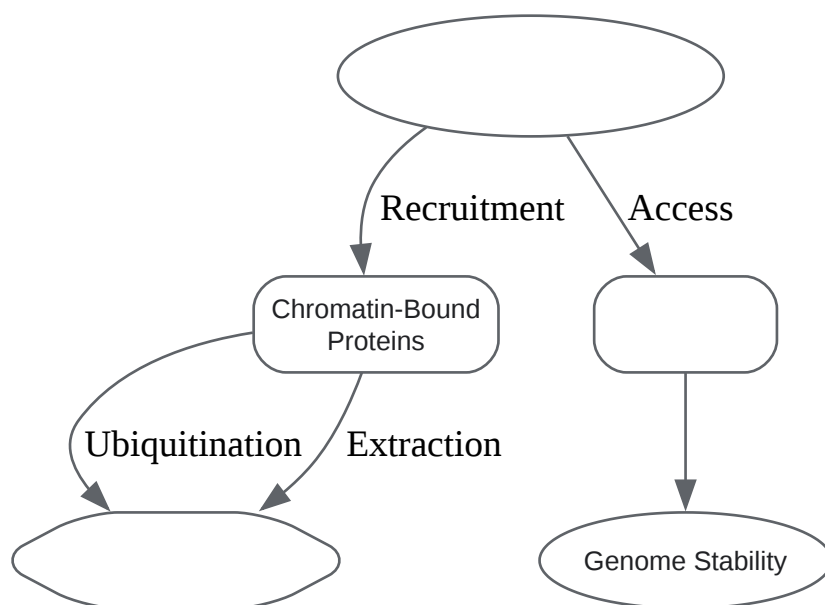 Recruitment
Access
Chromatin-Bound
Proteins
Ubiquitination
Extraction
Genome Stability